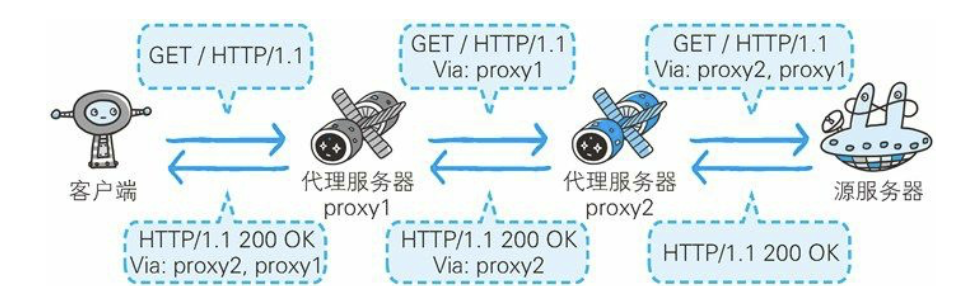 GET / HTTP/1.1
GET / HTTP/1.1
Via: proxy1
GET / HTTP/1.1
Via: proxy2, proxy1
客户端
代理服务器
proxy1
代理服务器
proxy2
源服务器
HTTP/1.1 200 OK
Via: proxy2, proxy1
HTTP/1.1 200 OK
Via: proxy2
HTTP/1.1 200 OK